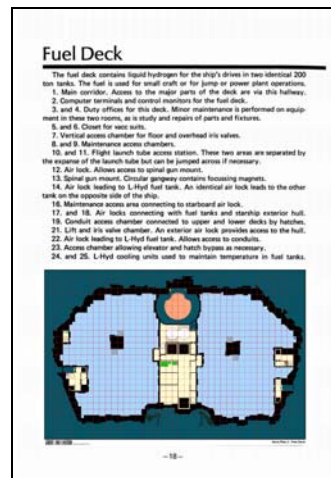 Fuel Deck
The fuel deck contains liquid hydrogen for the ship's drives in two identical 200
ton tanks. The fuel is used for small craft or for jump or power plant operations.
1. Main corridor. Access to the major parts of the deck are via this hallway.
2. Computer terminals and control monitors for the fuel deck.
3. and 4. Duty offices for this deck. Minor maintenance is performed on equip-
ment in these two rooms, as is study and repairs of parts and fixtures.
5. and 6. Closet for vacc suits.
7. Vertical access chamber for floor and overhead iris valves.
8. and 9. Maintenance access chambers.
10. and 11. Flight launch tube access station. These two areas are separated by
the expanse of the launch tube but can be jumped across if necessary.
12. Air lock. Allows access to spinal gun mount.
13. Spinal gun mount. Circular gangway contains focussing magnets.
14. Air lock leading to L-Hyd fuel tank. An identical air lock leads to the other
tank on the opposite side of the ship.
16. Maintenance access area connecting to starboard air lock.
17. and 18. Air locks connecting with fuel tanks and starship exterior hull.
19. Conduit access chamber connected to upper and lower decks by hatches.
21. Lift and iris valve chamber. An exterior air lock provides access to the hull.
22. Air lock leading to L-Hyd fuel tank. Allows access to conduits.
23. Access chamber allowing elevator and hatch bypass as necessary.
24. and 25. L-Hyd cooling units used to maintain temperature in fuel tanks.
—18—